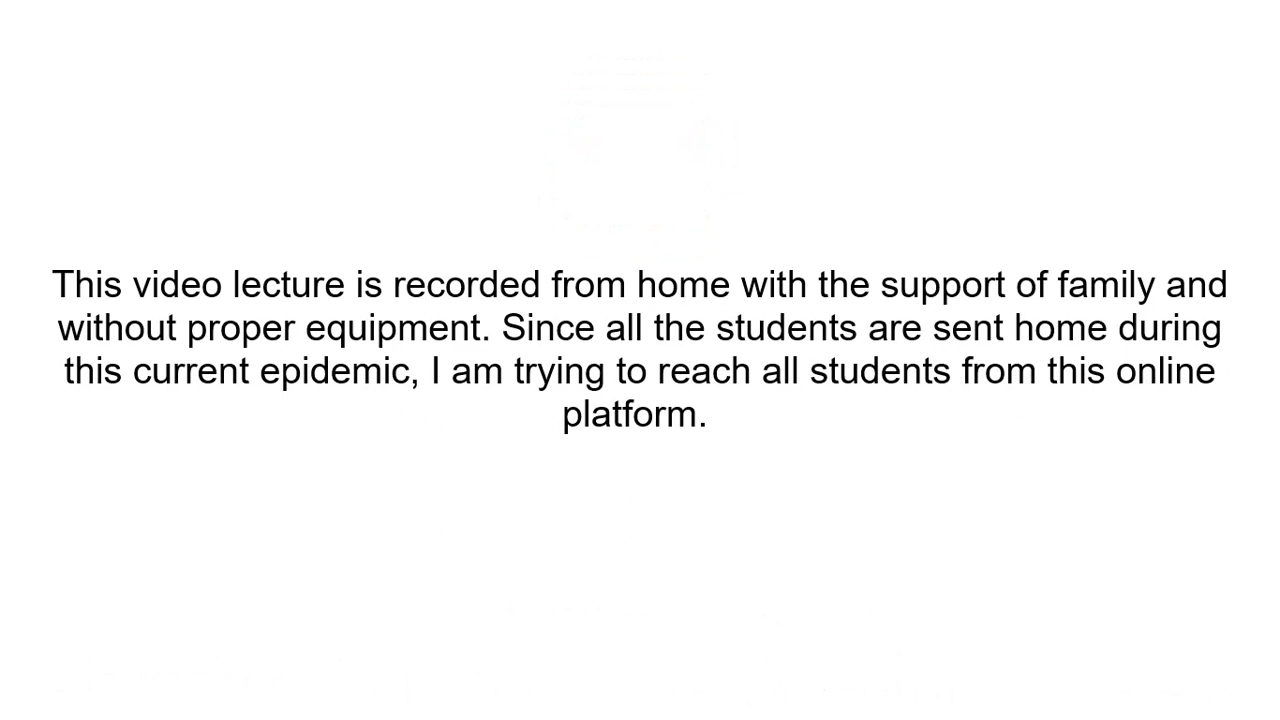 This video lecture is recorded from home with the support of family and
without proper equipment. Since all the students are sent home during
this current epidemic, I am trying to reach all students from this online
platform.